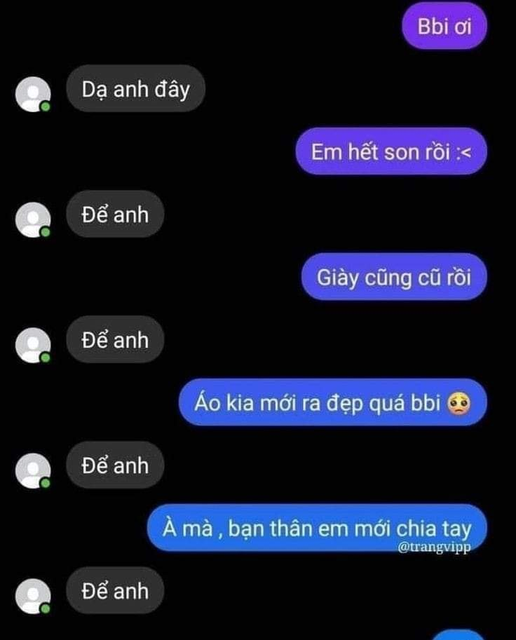 Bbi ơi
Dạ anh đây
Em hết son rồi :<
Để anh
Giày cũng cũ rồi
Để anh
Áo kia mới ra đẹp quá bbi 🥺
Để anh
À mà , bạn thân em mới chia tay
@trangvipp
Để anh